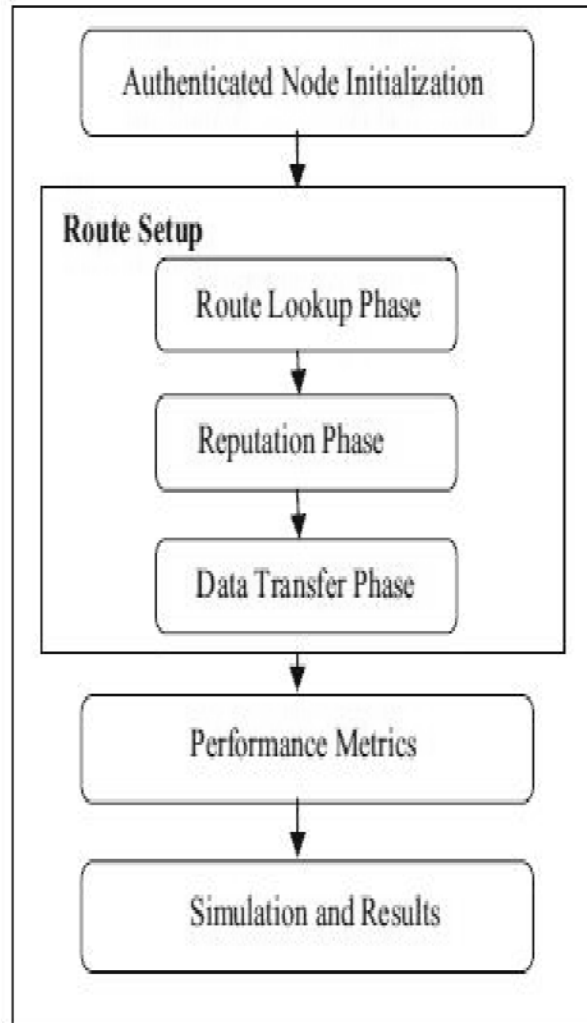 Authenticated Node Initialization
Route Setup
Route Lookup Phase
Reputation Phase
Data Transfer Phase
Performance Metrics
Simulation and Results